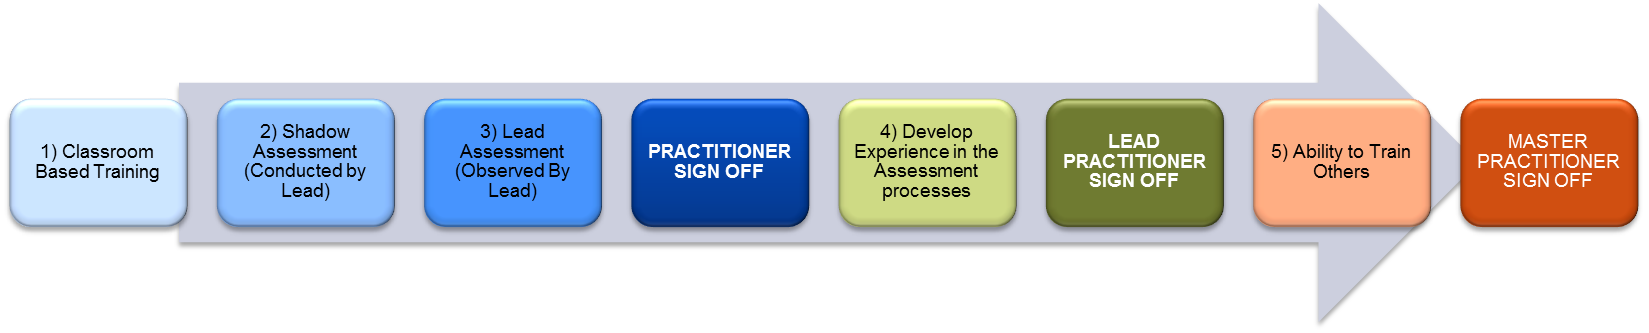 1) Classroom
Based Training
2) Shadow
Assessment
(Conducted by
Lead)
3) Lead
Assessment
(Observed By
Lead)
PRACTITIONER
SIGN OFF
4) Develop
Experience in the
Assessment
processes
LEAD
PRACTITIONER
SIGN OFF
5) Ability to Train
Others
MASTER
PRACTITIONER
SIGN OFF